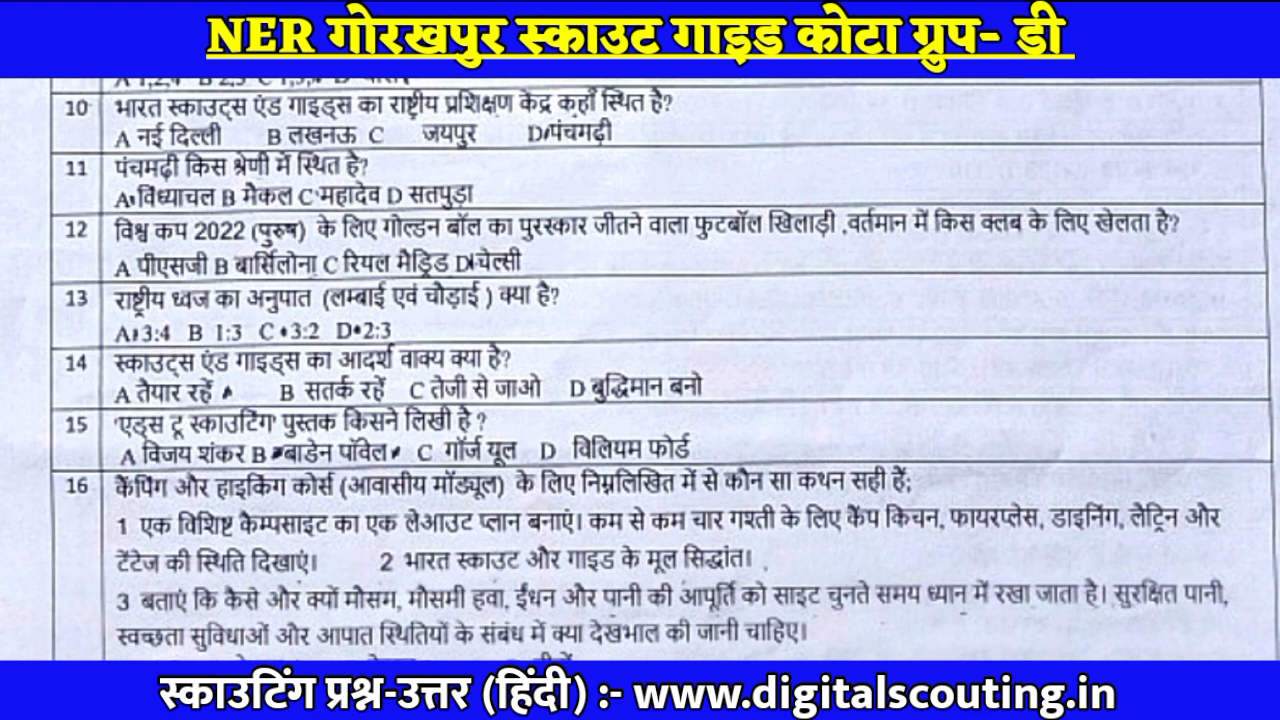 NER गोरखपुर स्काउट गाइड कोटा ग्रुप- डी
10 भारत स्काउट्स एंड गाइड्स का राष्ट्रीय प्रशिक्षण केंद्र कहाँ स्थित है?
A नई दिल्ली B लखनऊ C जयपुर D पंचमढ़ी
11 पंचमढ़ी किस श्रेणी में स्थित है?
A विंध्याचल B मैकल C महादेव D सतपुड़ा
12 विश्व कप 2022 (पुरुष) के लिए गोल्डन बॉल का पुरस्कार जीतने वाला फुटबॉल खिलाड़ी ,वर्तमान में किस क्लब के लिए खेलता है?
A पीएसजी B बार्सिलोना C रियल मैड्रिड D चेल्सी
13 राष्ट्रीय ध्वज का अनुपात (लम्बाई एवं चौड़ाई ) क्या है?
A 3:4 B 1:3 C 3:2 D 2:3
14 स्काउट्स एंड गाइड्स का आदर्श वाक्य क्या है?
A तैयार रहें B सतर्क रहें C तेजी से जाओ D बुद्धिमान बनो
15 'एड्स टू स्काउटिंग' पुस्तक किसने लिखी है ?
A विजय शंकर B बाडेन पॉवेल C गॉर्ज यूल D विलियम फोर्ड
16 कैंपिंग और हाइकिंग कोर्स (आवासीय मॉड्यूल) के लिए निम्नलिखित में से कौन सा कथन सही हैं;
1 एक विशिष्ट कैम्पसाइट का एक लेआउट प्लान बनाएं। कम से कम चार गश्ती के लिए कैंप किचन, फायरप्लेस, डाइनिंग, लैट्रिन और
टेंटेज की स्थिति दिखाएं। 2 भारत स्काउट और गाइड के मूल सिद्धांत।
3 बताएं कि कैसे और क्यों मौसम, मौसमी हवा, ईंधन और पानी की आपूर्ति को साइट चुनते समय ध्यान में रखा जाता है। सुरक्षित पानी,
स्वच्छता सुविधाओं और आपात स्थितियों के संबंध में क्या देखभाल की जानी चाहिए।
स्काउटिंग प्रश्न-उत्तर (हिंदी) :- www.digitalscouting.in